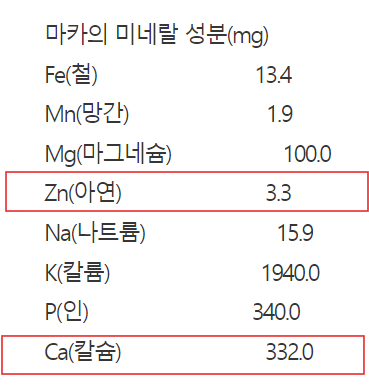 마카의 미네랄 성분(mg)
Fe(철) 13.4
Mn(망간) 1.9
Mg(마그네슘) 100.0
Zn(아연) 3.3
Na(나트륨) 15.9
K(칼륨) 1940.0
P(인) 340.0
Ca(칼슘) 332.0